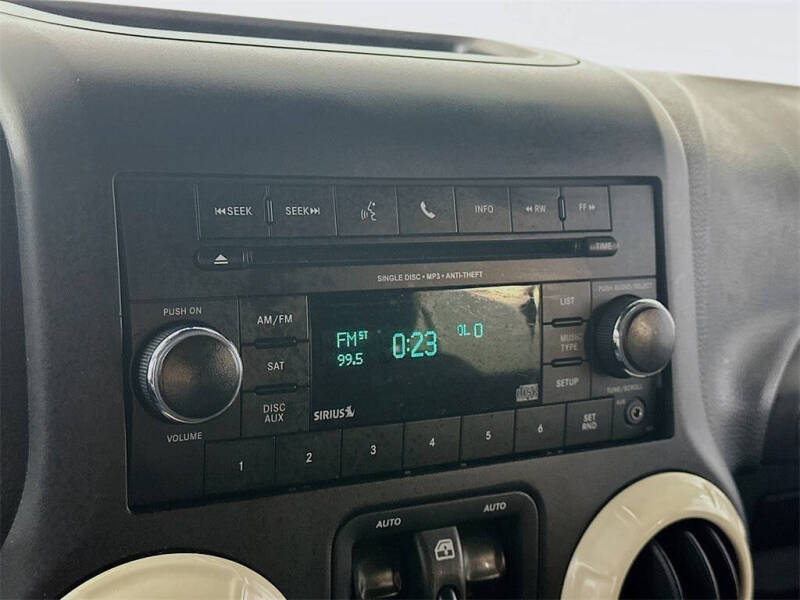 SEEK SEEK INFO RW FF
TIME
SINGLE DISC • MP3 • ANTI-THEFT
PUSH ON
VOLUME
AM/FM
SAT
DISC
AUX
FM ST 0:23 0
99.5
SIRIUS
LIST
MUSIC
TYPE
SETUP
PUSH AUDIO/SELECT
TUNE/SCROLL
AUX
1 2 3 4 5 6
SET
RND
AUTO AUTO